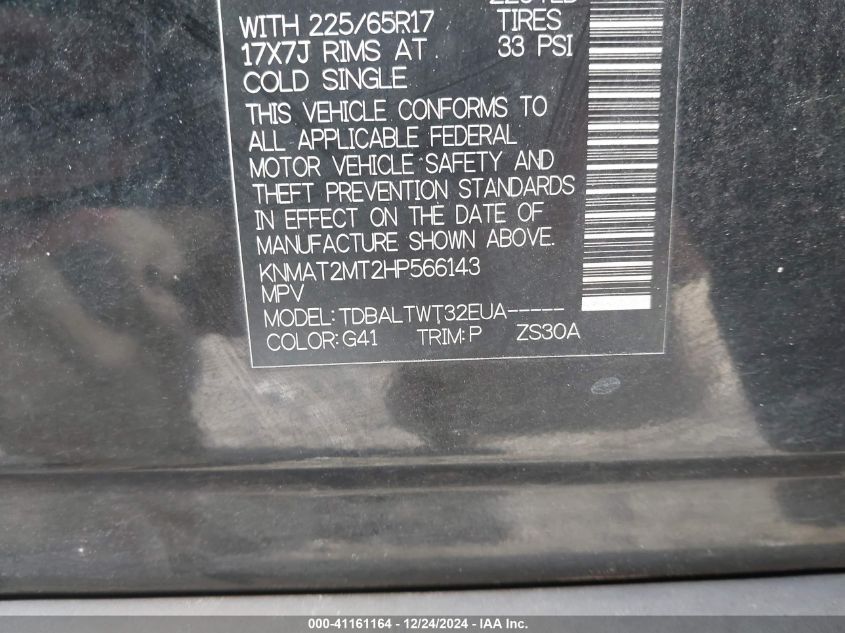 WITH 225/65R17 TIRES
17X7J RIMS AT 33 PSI
COLD SINGLE
THIS VEHICLE CONFORMS TO
ALL APPLICABLE FEDERAL
MOTOR VEHICLE SAFETY AND
THEFT PREVENTION STANDARDS
IN EFFECT ON THE DATE OF
MANUFACTURE SHOWN ABOVE.
KNMAT2MT2HP566143
MPV
MODEL:TDBALTWT32EUA-----
COLOR:G41 TRIM:P ZS30A
000-41161164 / 12/24/2024 - IAA Inc.